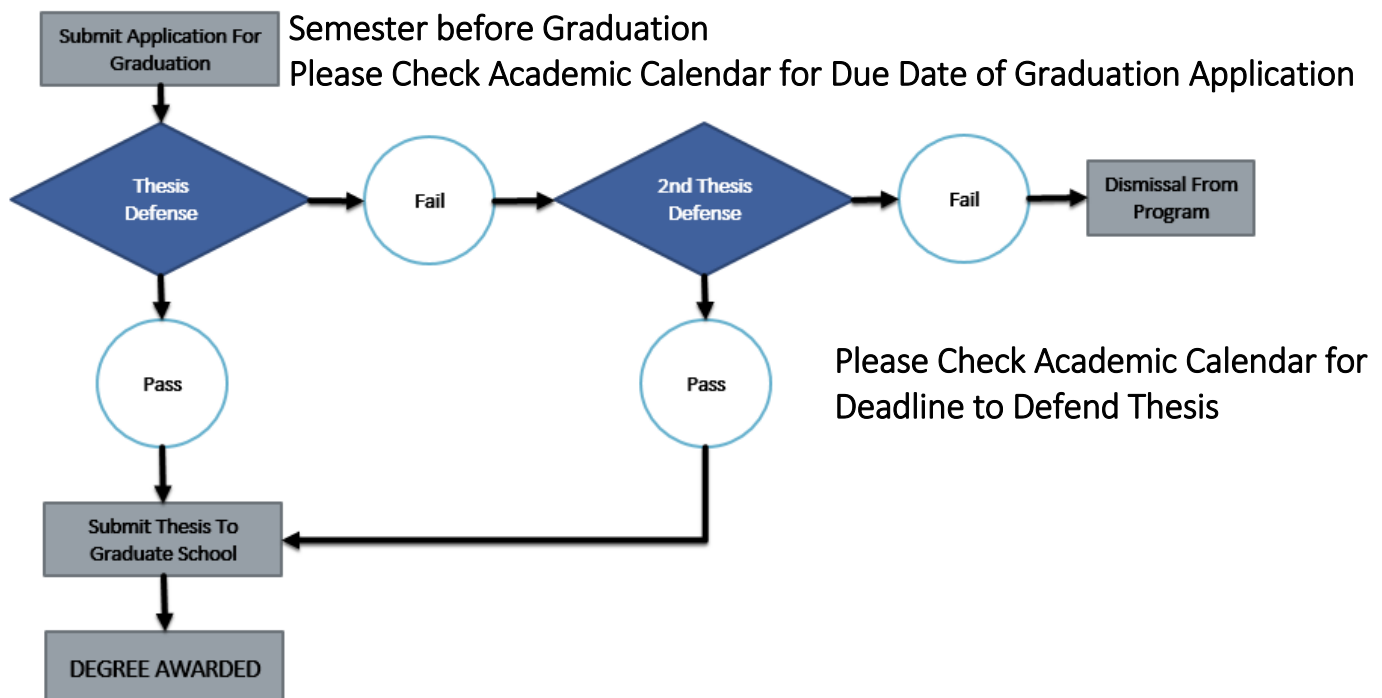 Submit Application For
Graduation
Semester before Graduation
Please Check Academic Calendar for Due Date of Graduation Application
Thesis
Defense
Fail
2nd Thesis
Defense
Fail
Dismissal From
Program
Pass
Pass
Please Check Academic Calendar for
Deadline to Defend Thesis
Submit Thesis To
Graduate School
DEGREE AWARDED